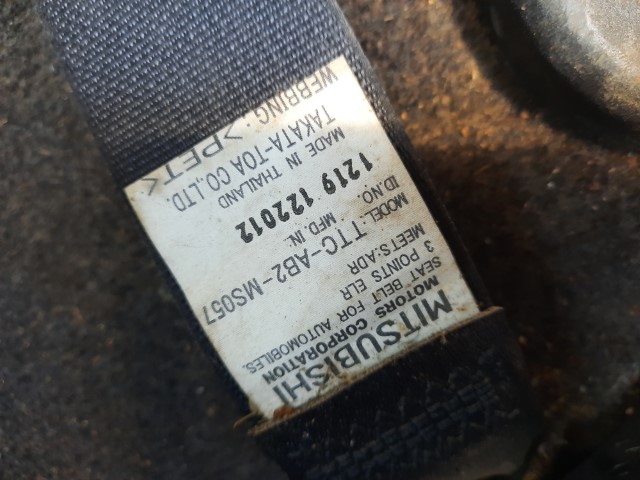 MITSUBISHI
MOTORS CORPORATION
SEAT BELT FOR AUTOMOBILES.
3 POINTS ELR
MEETS:ADR
MODEL: TTC-AB2-MS057
ID.NO. MFD.IN:
1219 122012
MADE IN THAILAND
TAKATA-TOA CO.,LTD.
WEBBING: >PET<